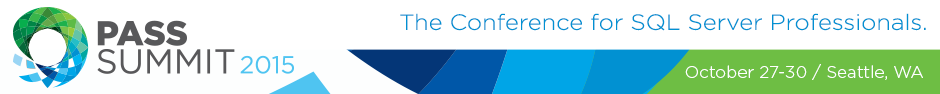 PASS
SUMMIT 2015
The Conference for SQL Server Professionals.
October 27-30 / Seattle, WA